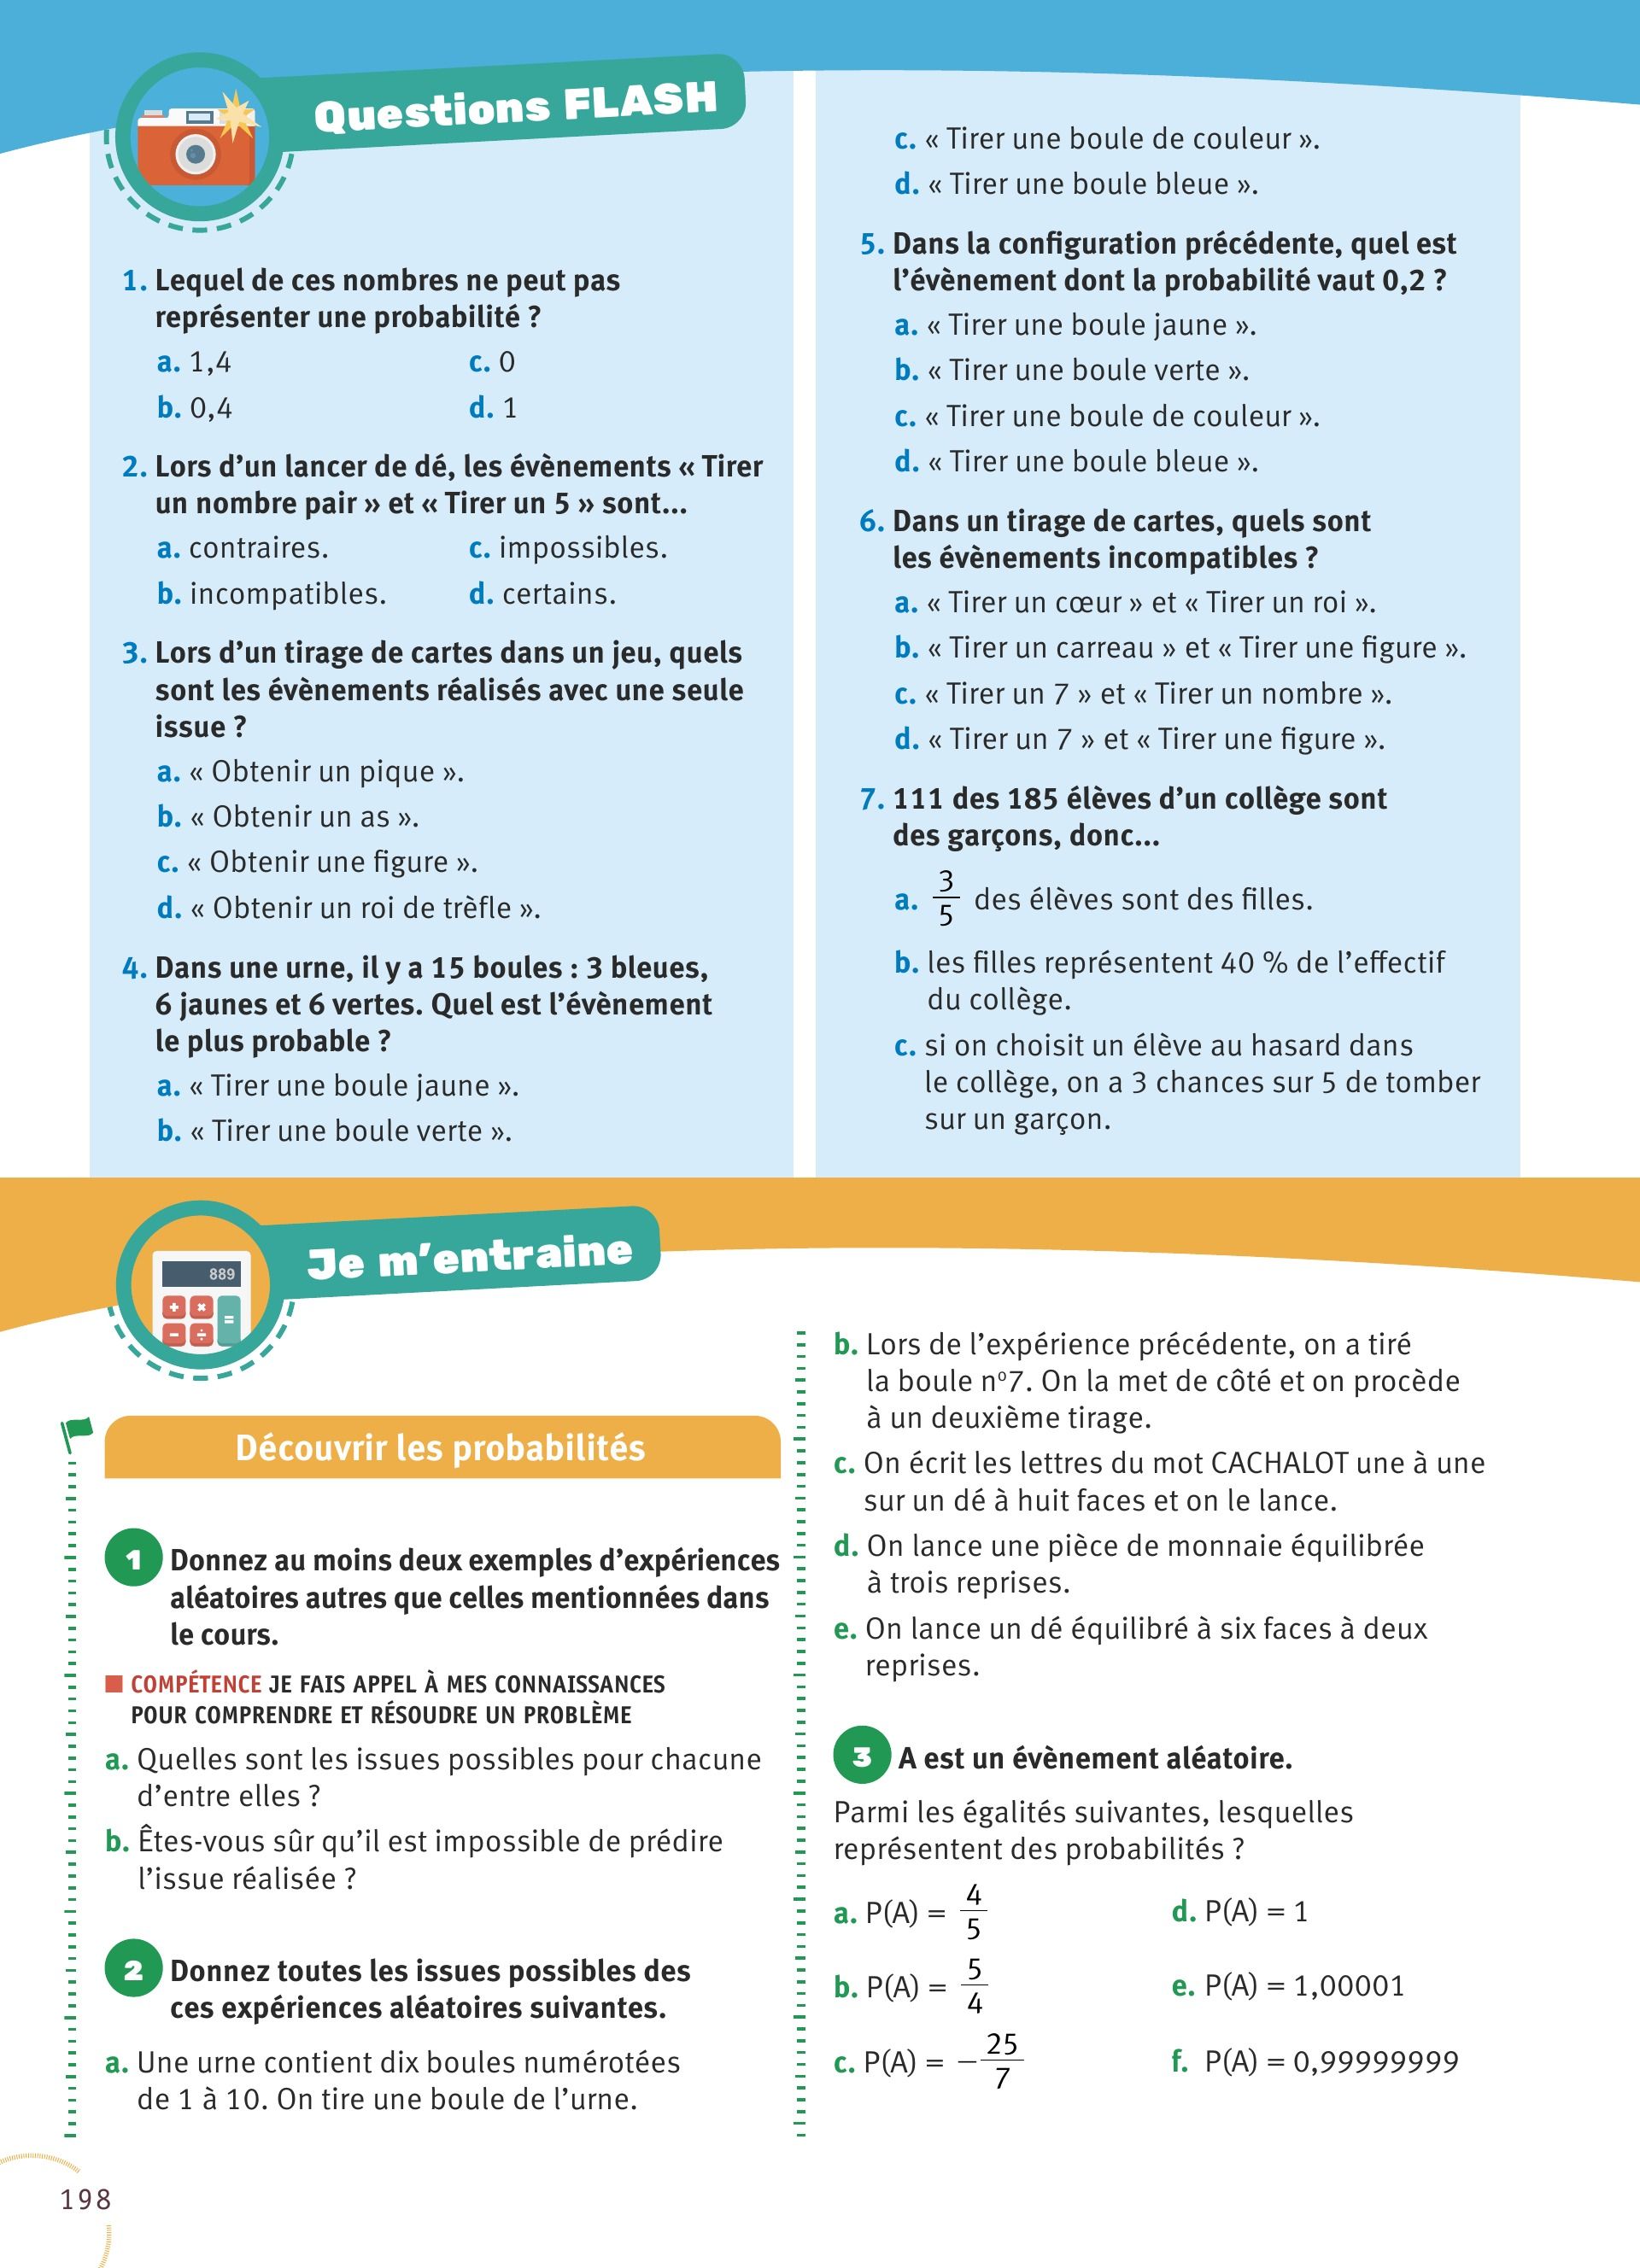 Questions FLASH
1. Lequel de ces nombres ne peut pas
représenter une probabilité ?
a. 1,4
c. 0
b. 0,4
d. 1
2. Lors d’un lancer de dé, les évènements « Tirer
un nombre pair » et « Tirer un 5 » sont...
a. contraires.
c. impossibles.
b. incompatibles.
d. certains.
3. Lors d’un tirage de cartes dans un jeu, quels
sont les évènements réalisés avec une seule
issue ?
a. « Obtenir un pique ».
b. « Obtenir un as ».
c. « Obtenir une figure ».
d. « Obtenir un roi de trèfle ».
4. Dans une urne, il y a 15 boules : 3 bleues,
6 jaunes et 6 vertes. Quel est l’évènement
le plus probable ?
a. « Tirer une boule jaune ».
b. « Tirer une boule verte ».
c. « Tirer une boule de couleur ».
d. « Tirer une boule bleue ».
5. Dans la configuration précédente, quel est
l’évènement dont la probabilité vaut 0,2 ?
a. « Tirer une boule jaune ».
b. « Tirer une boule verte ».
c. « Tirer une boule de couleur ».
d. « Tirer une boule bleue ».
6. Dans un tirage de cartes, quels sont
les évènements incompatibles ?
a. « Tirer un cœur » et « Tirer un roi ».
b. « Tirer un carreau » et « Tirer une figure ».
c. « Tirer un 7 » et « Tirer un nombre ».
d. « Tirer un 7 » et « Tirer une figure ».
7. 111 des 185 élèves d’un collège sont
des garçons, donc...
a. 3/5 des élèves sont des filles.
b. les filles représentent 40 % de l’effectif
du collège.
c. si on choisit un élève au hasard dans
le collège, on a 3 chances sur 5 de tomber
sur un garçon.
889
+ × =
− ÷
Je m’entraine
Découvrir les probabilités
1 Donnez au moins deux exemples d’expériences
aléatoires autres que celles mentionnées dans
le cours.
COMPÉTENCE JE FAIS APPEL À MES CONNAISSANCES
POUR COMPRENDRE ET RÉSOUDRE UN PROBLÈME
a. Quelles sont les issues possibles pour chacune
d’entre elles ?
b. Êtes-vous sûr qu’il est impossible de prédire
l’issue réalisée ?
2 Donnez toutes les issues possibles des
ces expériences aléatoires suivantes.
a. Une urne contient dix boules numérotées
de 1 à 10. On tire une boule de l’urne.
b. Lors de l’expérience précédente, on a tiré
la boule nº7. On la met de côté et on procède
à un deuxième tirage.
c. On écrit les lettres du mot CACHALOT une à une
sur un dé à huit faces et on le lance.
d. On lance une pièce de monnaie équilibrée
à trois reprises.
e. On lance un dé équilibré à six faces à deux
reprises.
3 A est un évènement aléatoire.
Parmi les égalités suivantes, lesquelles
représentent des probabilités ?
a. P(A) = 4/5
d. P(A) = 1
b. P(A) = 5/4
e. P(A) = 1,00001
c. P(A) = −25/7
f. P(A) = 0,99999999
198